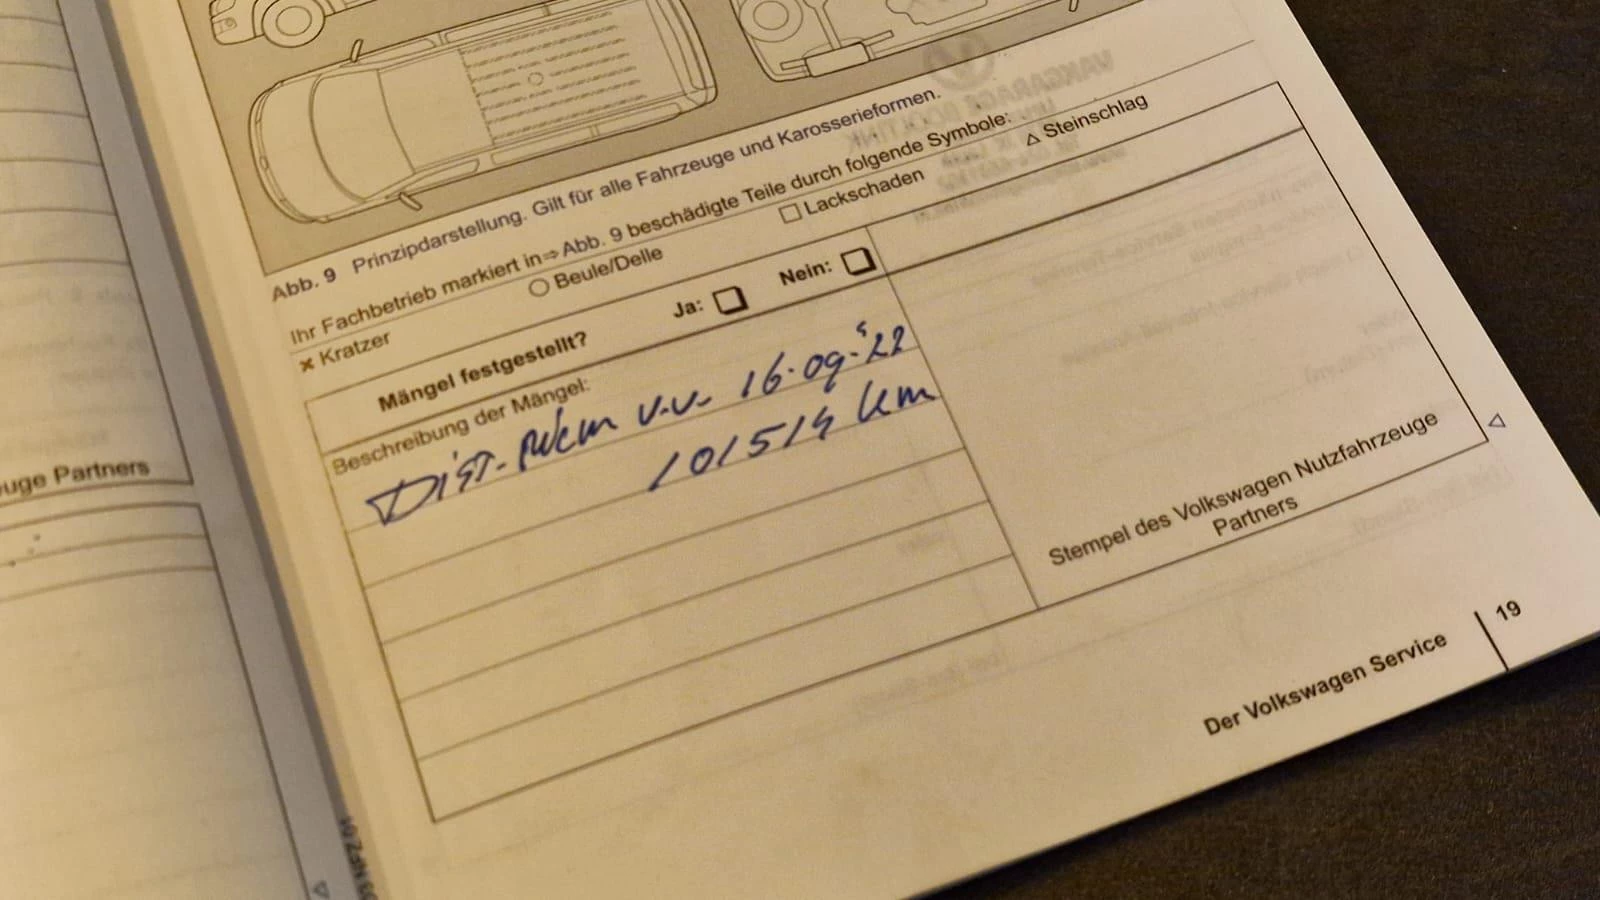 Abb. 9 Prinzipdarstellung. Gilt für alle Fahrzeuge und Karosserieformen.
Ihr Fachbetrieb markiert in⇒Abb. 9 beschädigte Teile durch folgende Symbole:
× Kratzer ○ Beule/Delle □ Lackschaden △ Steinschlag
Mängel festgestellt? Ja: ❑ Nein: ❑
Beschreibung der Mängel:
Dist- v.v. 16-09-'22
101514 km
Stempel des Volkswagen Nutzfahrzeuge
Partners
Der Volkswagen Service 19
euge Partners